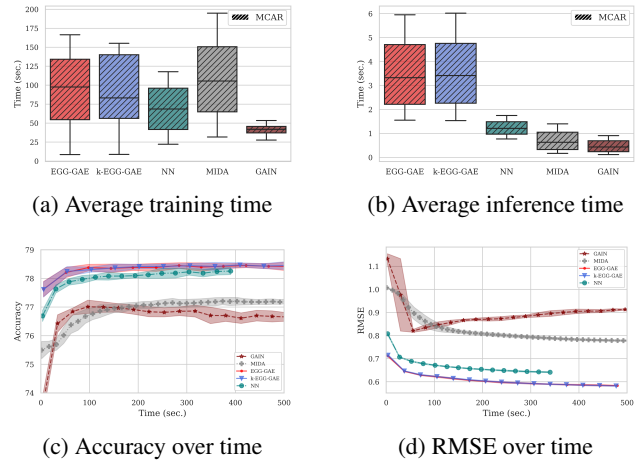 MCAR
Time (sec.)
200
175
150
125
100
75
50
25
0
EGG-GAE k-EGG-GAE NN MIDA GAIN
(a) Average training time
MCAR
Time (sec.)
6
5
4
3
2
1
0
EGG-GAE k-EGG-GAE NN MIDA GAIN
(b) Average inference time
Accuracy
79
78
77
76
75
74
GAIN
MIDA
EGG-GAE
k-EGG-GAE
NN
0 100 200 300 400 500
Time (sec.)
(c) Accuracy over time
RMSE
1.1
1.0
0.9
0.8
0.7
0.6
GAIN
MIDA
EGG-GAE
k-EGG-GAE
NN
0 100 200 300 400 500
Time (sec.)
(d) RMSE over time